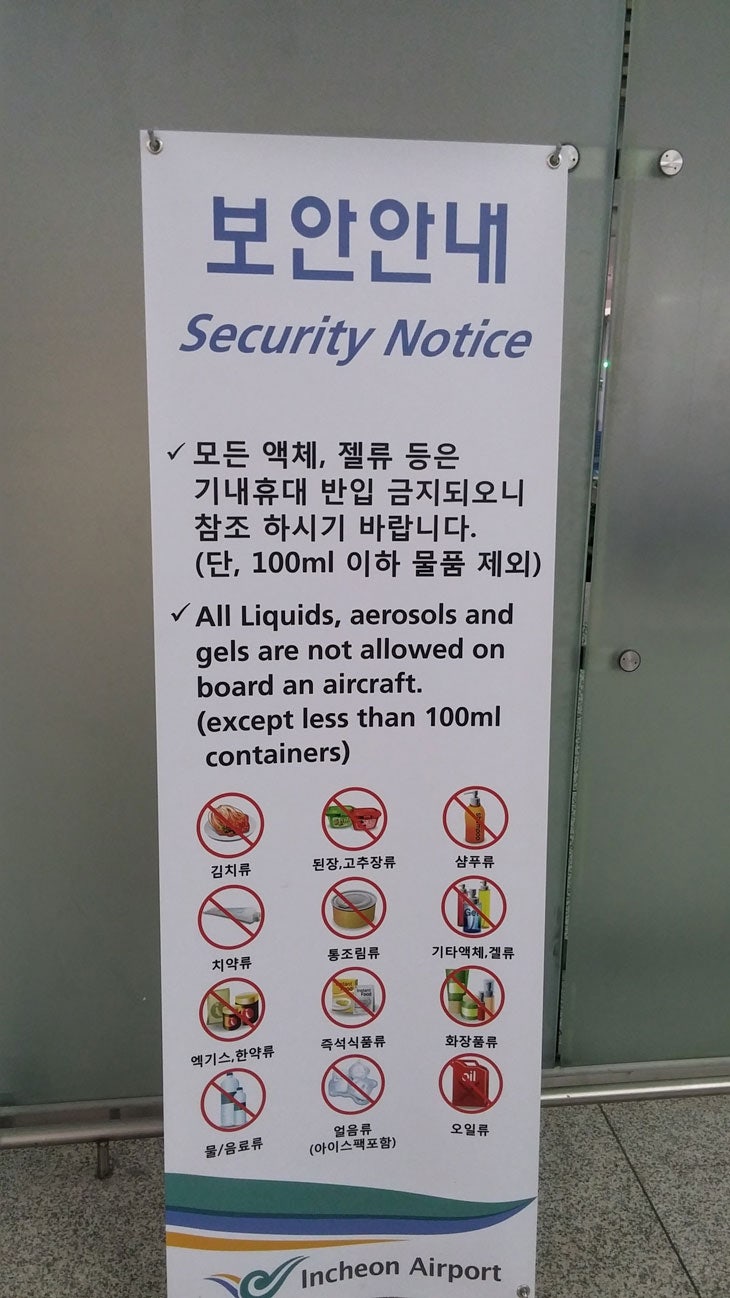 보안안내
Security Notice
✓ 모든 액체, 젤류 등은
기내휴대 반입 금지되오니
참조 하시기 바랍니다.
(단, 100ml 이하 물품 제외)
✓ All Liquids, aerosols and
gels are not allowed on
board an aircraft.
(except less than 100ml
containers)
shampoo
김치류
된장,고추장류
샴푸류
Gel
치약류
통조림류
기타액체,겔류
Instant
Food
Instant
Food
엑기스,한약류
즉석식품류
화장품류
oil
물/음료류
얼음류
(아이스팩포함)
오일류
Incheon Airport